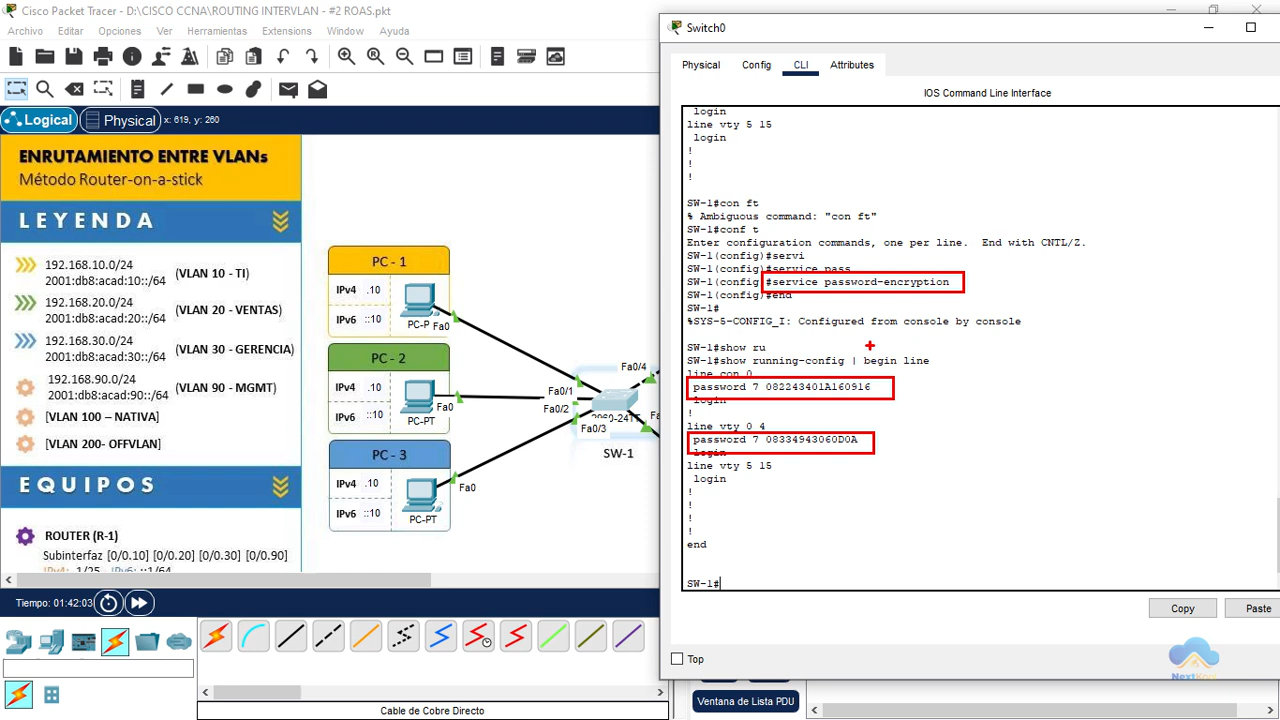 Cisco Packet Tracer - D:\CISCO CCNA\ROUTING INTERVLAN - #2 ROAS.pkt
Archivo Editar Opciones Ver Herramientas Extensions Window Ayuda
Logical Physical x: 619, y: 260
ENRUTAMIENTO ENTRE VLANs
Método Router-on-a-stick
LEYENDA
192.168.10.0/24
2001:db8:acad:10::/64
(VLAN 10 - TI)
192.168.20.0/24
2001:db8:acad:20::/64
(VLAN 20 - VENTAS)
192.168.30.0/24
2001:db8:acad:30::/64
(VLAN 30 - GERENCIA)
192.168.90.0/24
2001:db8:acad:90::/64
(VLAN 90 - MGMT)
[VLAN 100 – NATIVA]
[VLAN 200- OFFVLAN]
EQUIPOS
ROUTER (R-1)
Subinterfaz [0/0.10] [0/0.20] [0/0.30] [0/0.90]
PC - 1
IPv4 .10
IPv6 ::10
PC-P
Fa0
PC - 2
IPv4 .10
IPv6 ::10
PC-PT
Fa0
PC - 3
IPv4 .10
IPv6 ::10
PC-PT
Fa0
Fa0/4
Fa0/1
Fa0/2
Fa0/3
SW-1
Tiempo: 01:42:03
Cable de Cobre Directo
Ventana de Lista PDU
Switch0
Physical Config CLI Attributes
IOS Command Line Interface
login
line vty 5 15
login
!
!
!
SW-1#con ft
% Ambiguous command: "con ft"
SW-1#conf t
Enter configuration commands, one per line. End with CNTL/Z.
SW-1(config)#servi
SW-1(config)#service pass
SW-1(config)#service password-encryption
SW-1(config)#end
SW-1#
%SYS-5-CONFIG_I: Configured from console by console
SW-1#show ru
SW-1#show running-config | begin line
line con 0
password 7 082243401A160916
login
!
line vty 0 4
password 7 08334943060D0A
login
line vty 5 15
login
!
!
!
!
end
SW-1#
Copy Paste
Top